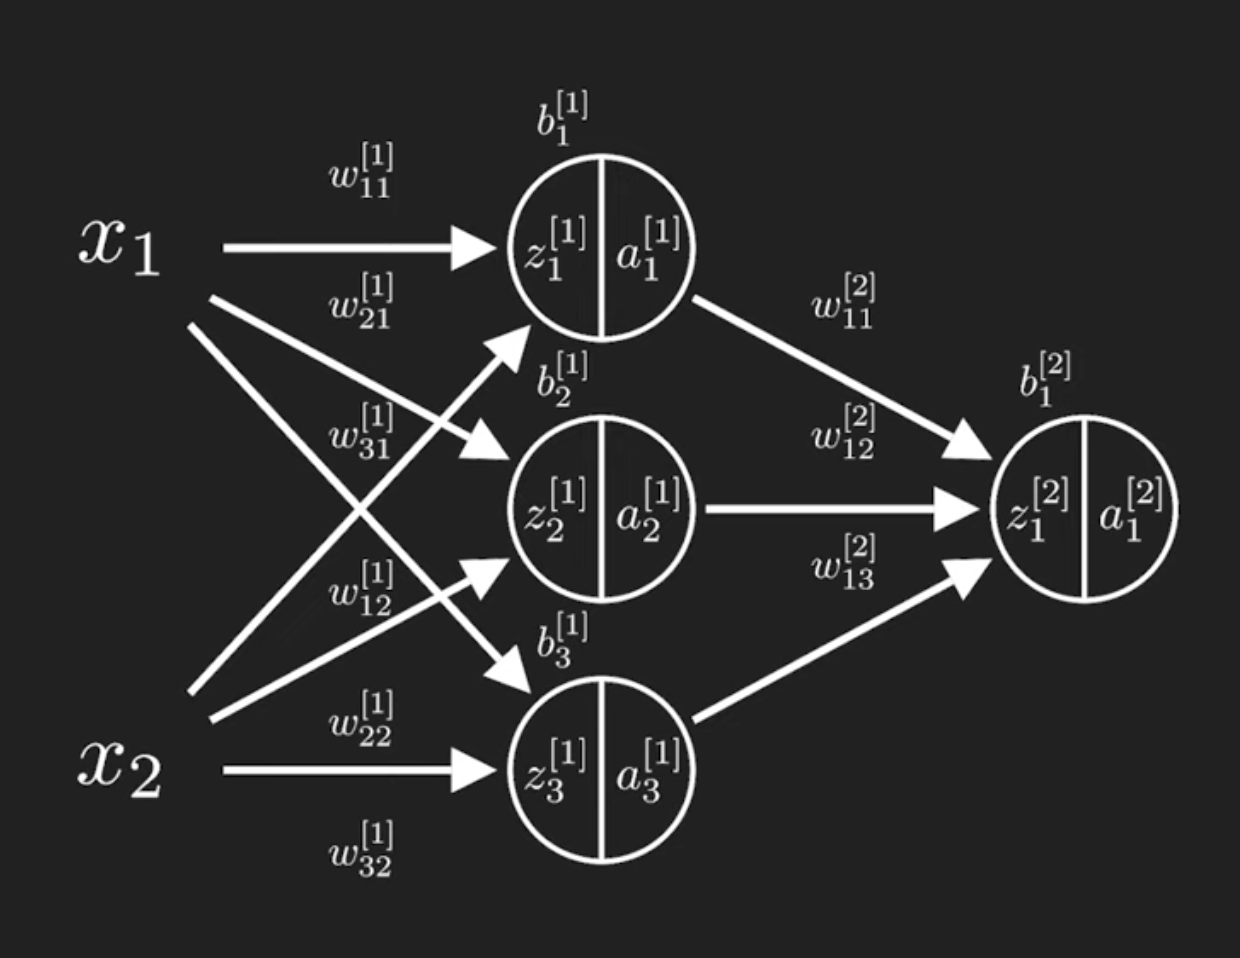 b_1^{[1]}
w_{11}^{[1]}
x_1
z_1^{[1]} a_1^{[1]}
w_{21}^{[1]}
w_{11}^{[2]}
b_2^{[1]}
b_1^{[2]}
w_{31}^{[1]}
w_{12}^{[2]}
z_2^{[1]} a_2^{[1]}
z_1^{[2]} a_1^{[2]}
w_{13}^{[2]}
w_{12}^{[1]}
b_3^{[1]}
w_{22}^{[1]}
x_2
z_3^{[1]} a_3^{[1]}
w_{32}^{[1]}